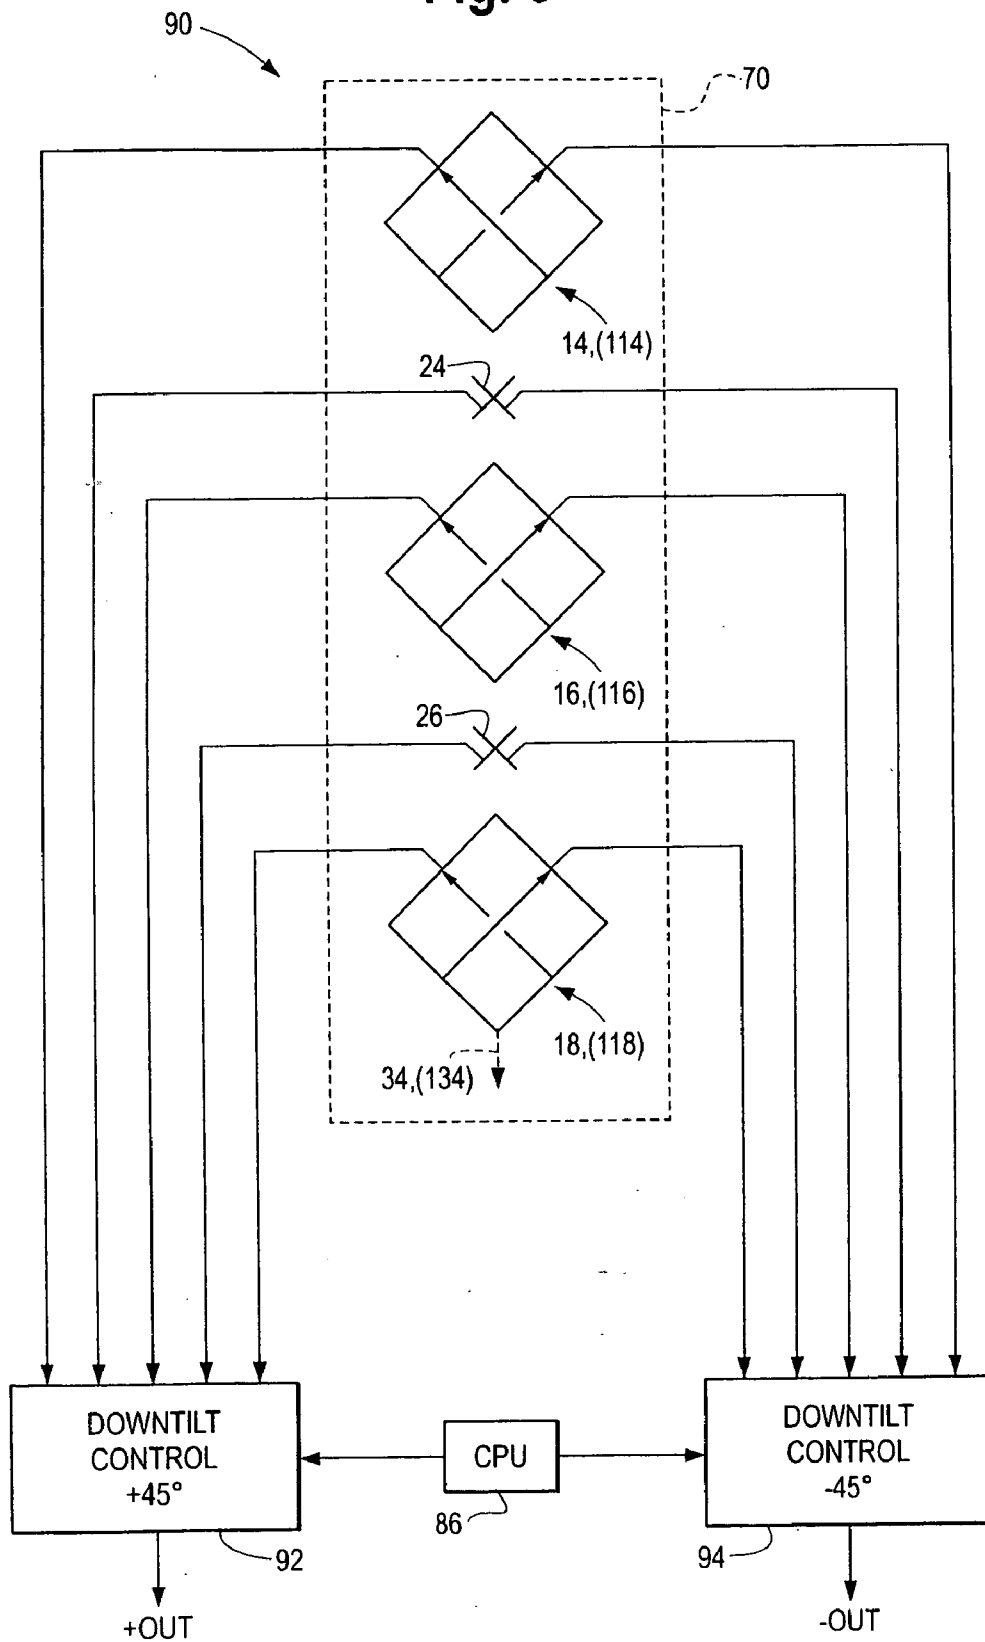 90
70
14,(114)
24
16,(116)
26
18,(118)
34,(134)
DOWNTILT
CONTROL
+45°
CPU
DOWNTILT
CONTROL
-45°
86
92
94
+OUT
-OUT